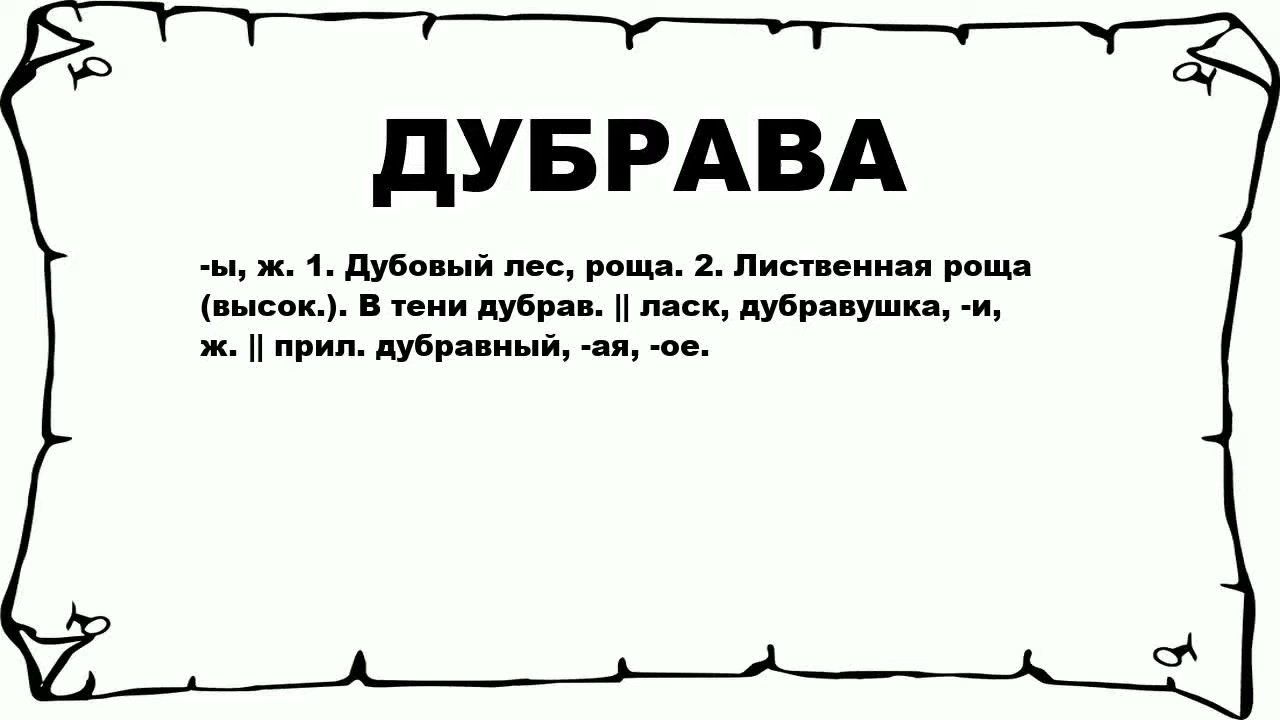 ДУБРАВА
-ы, ж. 1. Дубовый лес, роща. 2. Лиственная роща
(высок.). В тени дубрав. || ласк, дубравушка, -и,
ж. || прил. дубравный, -ая, -ое.